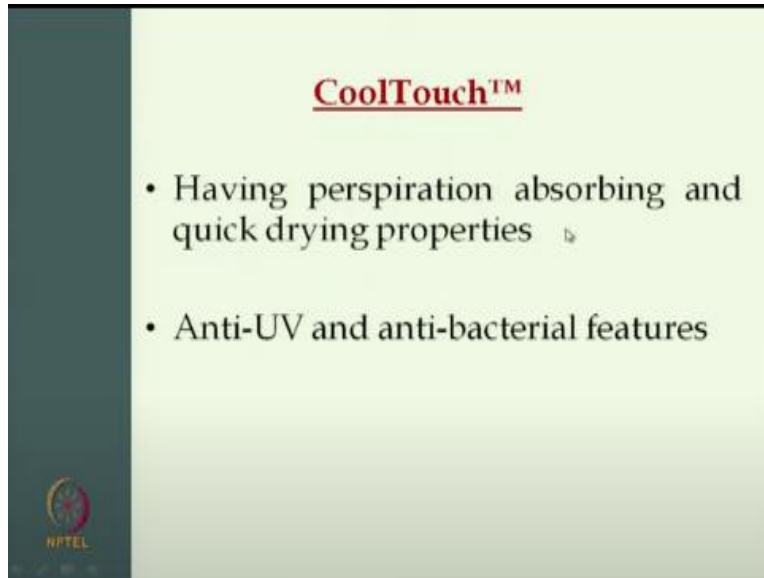 CoolTouch™
• Having perspiration absorbing and
quick drying properties
• Anti-UV and anti-bacterial features
NPTEL